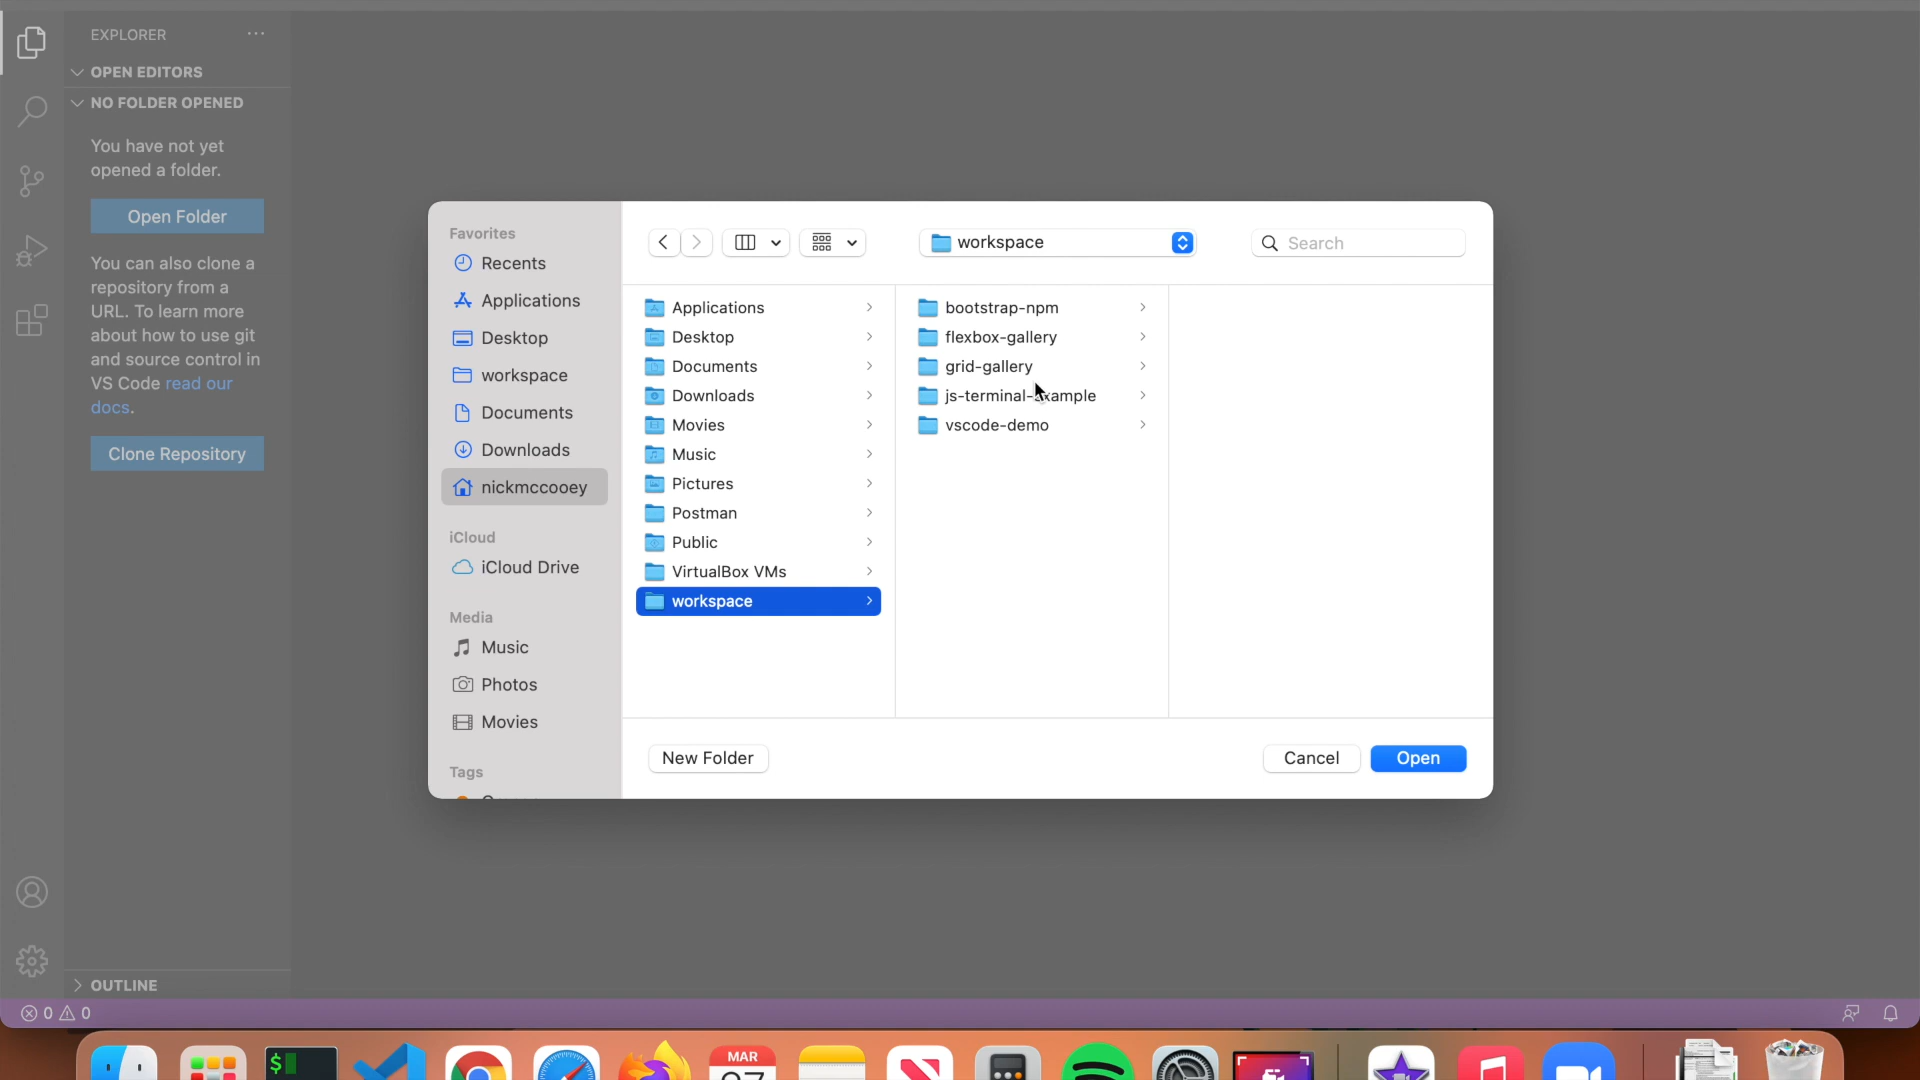 EXPLORER
OPEN EDITORS
NO FOLDER OPENED
You have not yet
opened a folder.
Open Folder
You can also clone a
repository from a
URL. To learn more
about how to use git
and source control in
VS Code read our
docs.
Clone Repository
OUTLINE
0 0
Favorites
Recents
Applications
Desktop
workspace
Documents
Downloads
nickmccooey
iCloud
iCloud Drive
Media
Music
Photos
Movies
Tags
workspace
Search
Applications
Desktop
Documents
Downloads
Movies
Music
Pictures
Postman
Public
VirtualBox VMs
workspace
bootstrap-npm
flexbox-gallery
grid-gallery
js-terminal-example
vscode-demo
New Folder
Cancel
Open
$
MAR